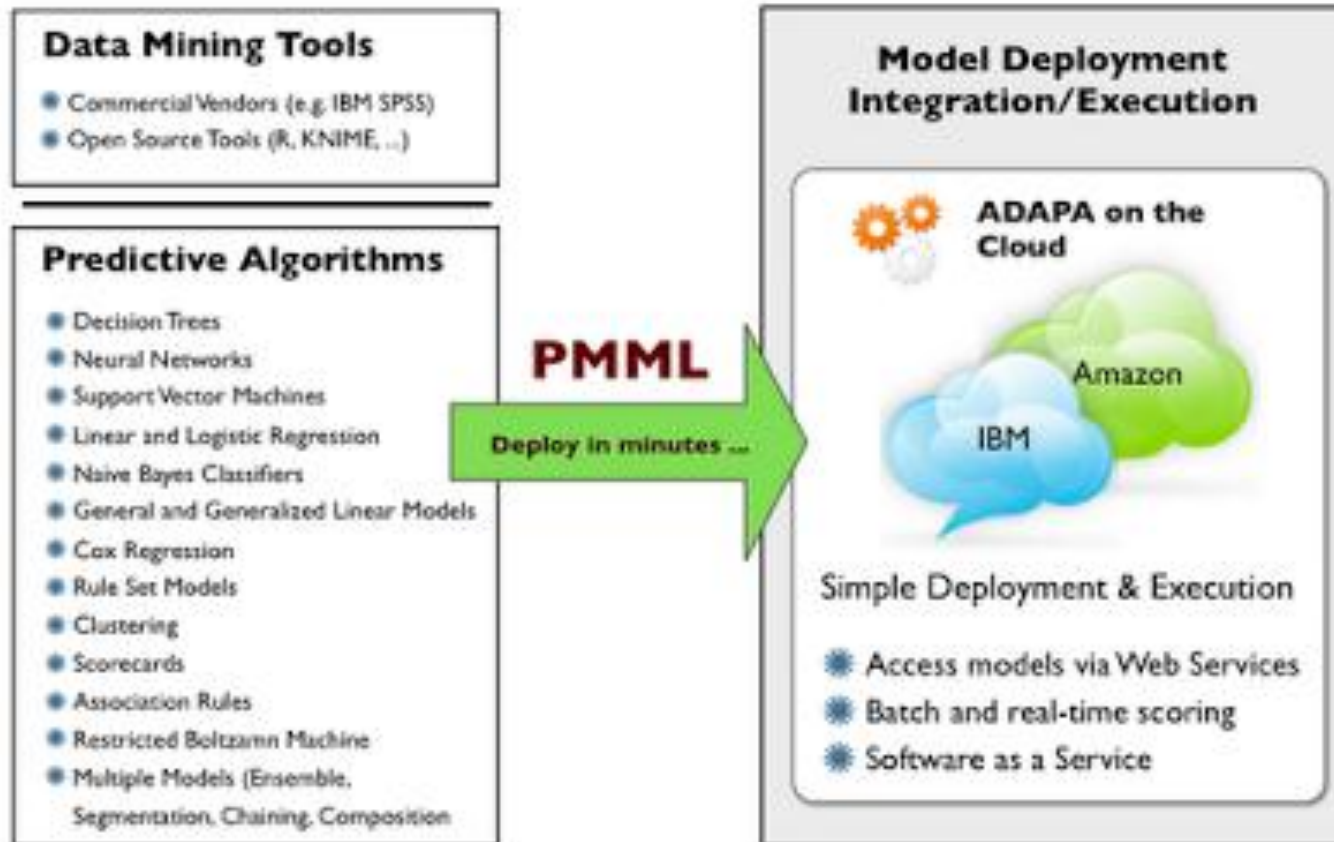 Data Mining Tools
Commercial Vendors (e.g. IBM SPSS)
Open Source Tools (R, KNIME, ...)
Predictive Algorithms
Decision Trees
Neural Networks
Support Vector Machines
Linear and Logistic Regression
Naive Bayes Classifiers
General and Generalized Linear Models
Cox Regression
Rule Set Models
Clustering
Scorecards
Association Rules
Restricted Boltzamn Machine
Multiple Models (Ensemble,
Segmentation, Chaining, Composition
PMML
Deploy in minutes ...
Model Deployment
Integration/Execution
ADAPA on the
Cloud
Amazon
IBM
Simple Deployment & Execution
Access models via Web Services
Batch and real-time scoring
Software as a Service